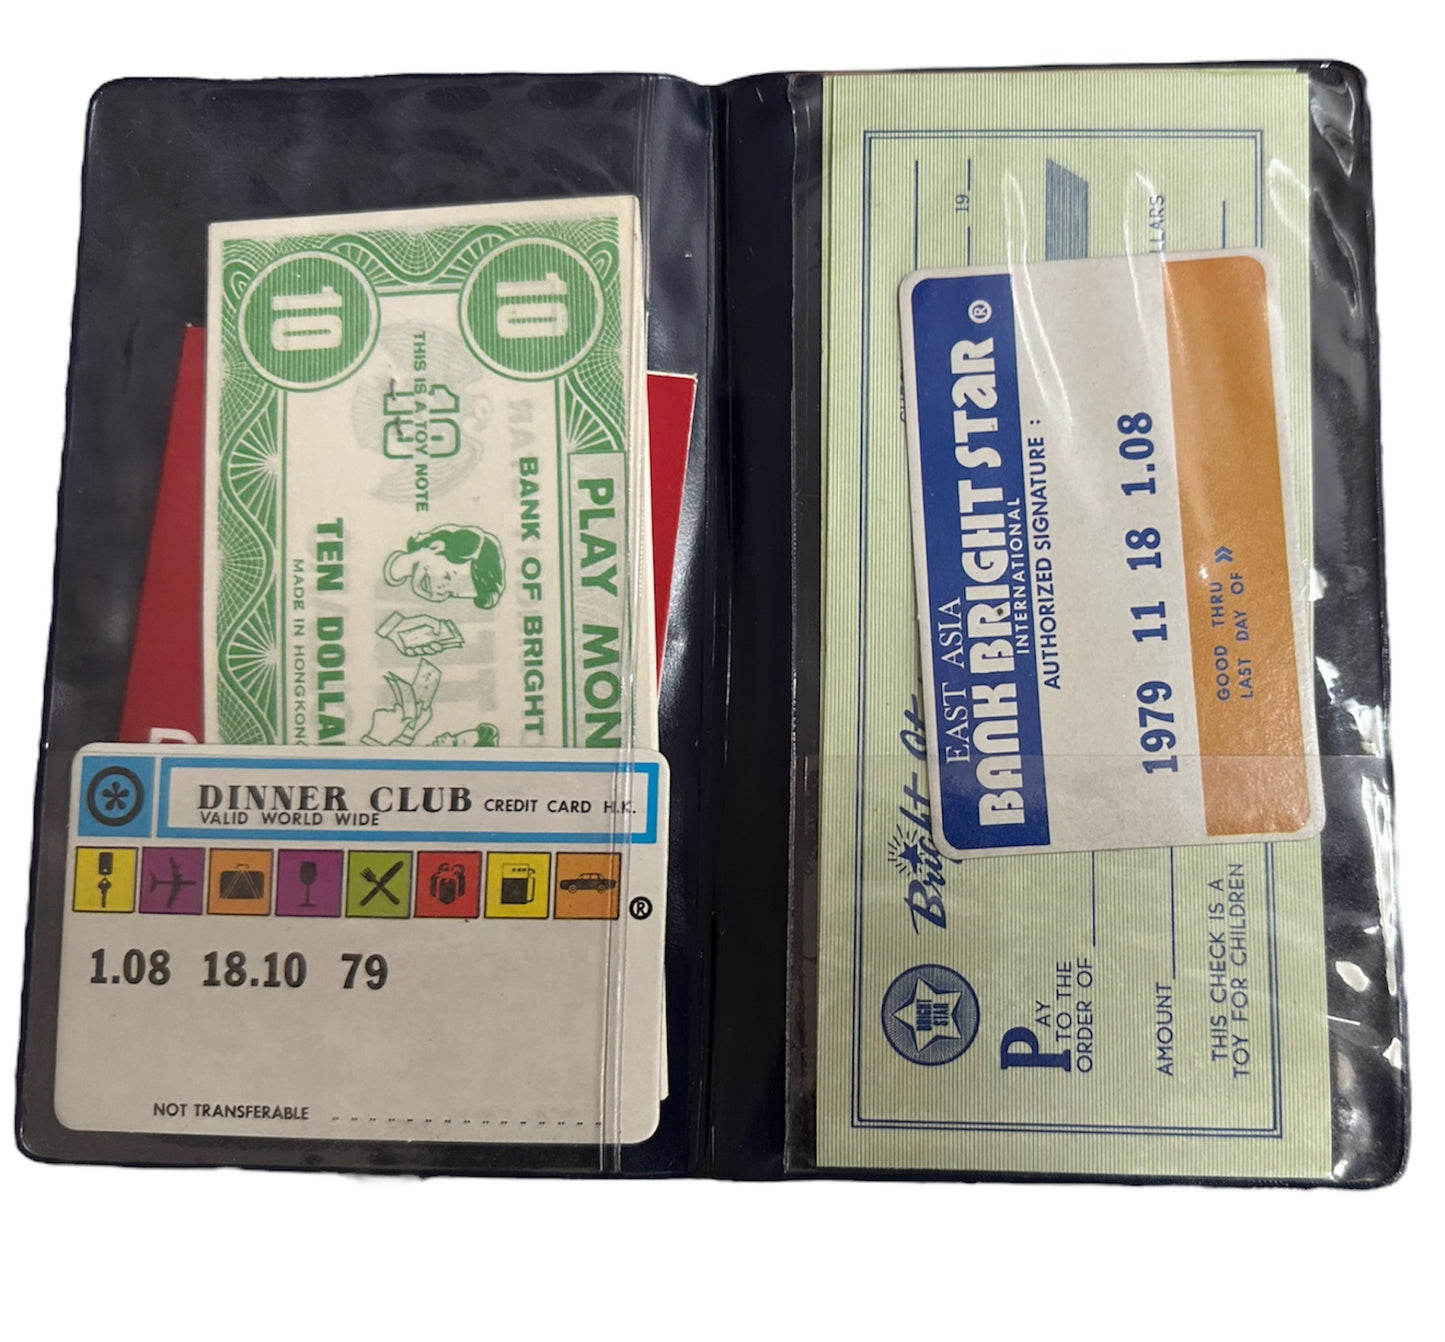 10
10
THIS IS A TOY NOTE
10
BANK OF BRIGHT
PLAY MON
TEN DOLLA
MADE IN HONGKONG
DINNER CLUB CREDIT CARD H.K.
VALID WORLD WIDE
®
1.08 18.10 79
NOT TRANSFERABLE
EAST ASIA
BANK BRIGHT STAR ®
INTERNATIONAL
AUTHORIZED SIGNATURE :
1979 11 18 1.08
GOOD THRU »
LAST DAY OF
19
LLARS
Bright Of
BRIGHT
STAR
PAY
TO THE
ORDER OF
AMOUNT
THIS CHECK IS A
TOY FOR CHILDREN